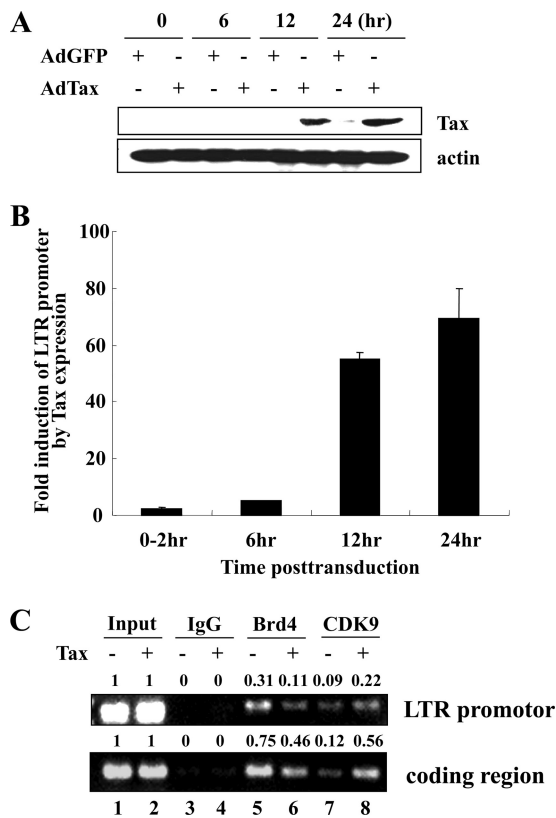 A
0 6 12 24 (hr)
AdGFP + - + - + - + -
AdTax - + - + - + - +
Tax
actin
B
Fold induction of LTR promoter
by Tax expression
100
80
60
40
20
0
0-2hr 6hr 12hr 24hr
Time posttransduction
C
Input IgG Brd4 CDK9
Tax - + - + - + - +
1 1 0 0 0.31 0.11 0.09 0.22
LTR promotor
1 1 0 0 0.75 0.46 0.12 0.56
coding region
1 2 3 4 5 6 7 8